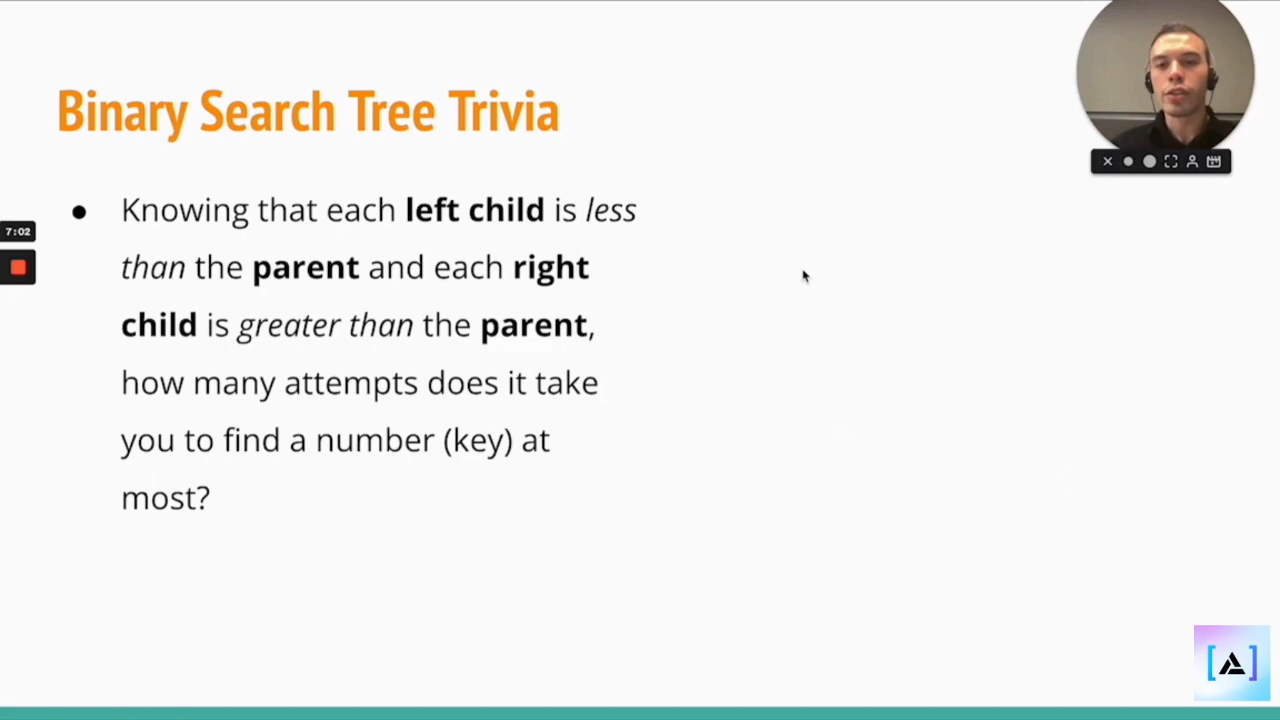 Binary Search Tree Trivia
● Knowing that each left child is less
than the parent and each right
child is greater than the parent,
how many attempts does it take
you to find a number (key) at
most?
7:02